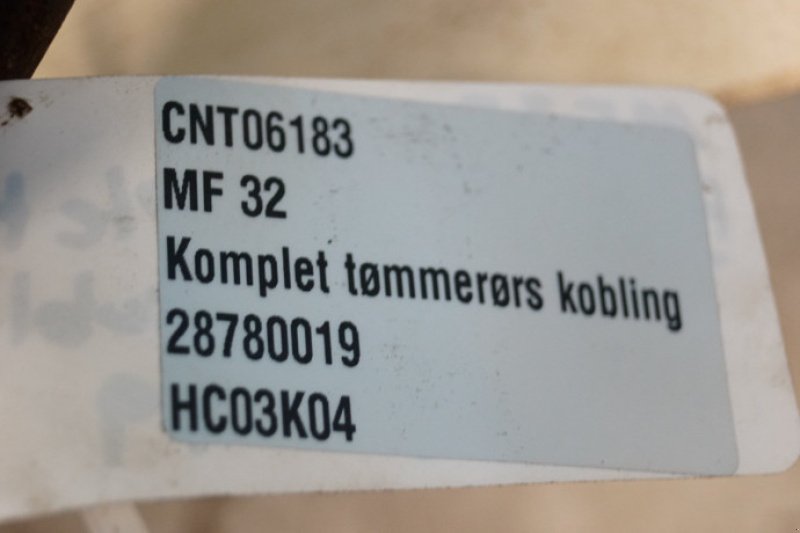 CNT06183
MF 32
Komplet tømmerørs kobling
28780019
HC03K04